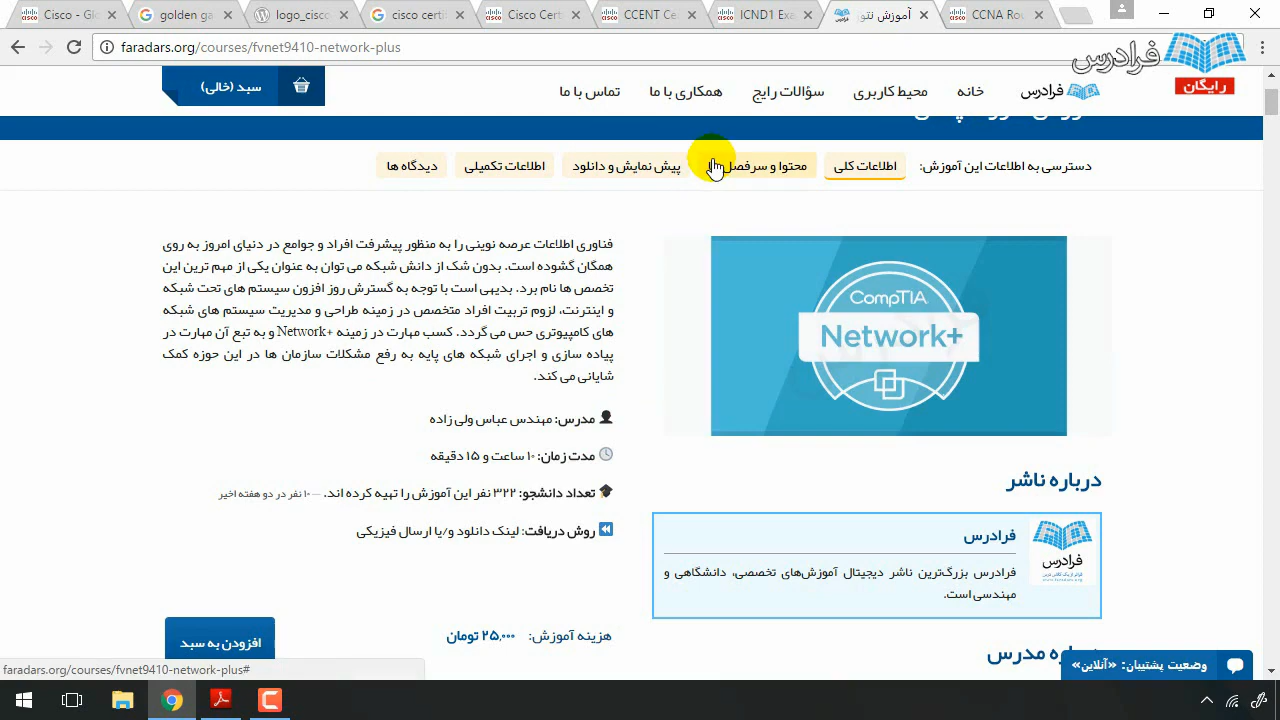 Cisco - Glo
golden ga
logo_cisco
cisco certi
Cisco Cert
CCENT Ce
ICND1 Exa
آموزش نتو
CCNA Rou
faradars.org/courses/fvnet9410-network-plus
فرادرس
رایگان
فرادرس
خانه
محیط کاربری
سؤالات رایج
همکاری با ما
تماس با ما
سبد (خالی)
دسترسی به اطلاعات این آموزش:
اطلاعات کلی
محتوا و سرفصل
پیش نمایش و دانلود
اطلاعات تکمیلی
دیدگاه ها
CompTIA
Network+
فناوری اطلاعات عرصه نوینی را به منظور پیشرفت افراد و جوامع در دنیای امروز به روی
همگان گشوده است. بدون شک از دانش شبکه می توان به عنوان یکی از مهم ترین این
تخصص ها نام برد. بدیهی است با توجه به گسترش روز افزون سیستم های تحت شبکه
و اینترنت، لزوم تربیت افراد متخصص در زمینه طراحی و مدیریت سیستم های شبکه
های کامپیوتری حس می گردد. کسب مهارت در زمینه +Network و به تبع آن مهارت در
پیاده سازی و اجرای شبکه های پایه به رفع مشکلات سازمان ها در این حوزه کمک
شایانی می کند.
مدرس: مهندس عباس ولی زاده
مدت زمان: ۱۰ ساعت و ۱۵ دقیقه
تعداد دانشجو: ۳۲۲ نفر این آموزش را تهیه کرده اند. — ۱۰ نفر در دو هفته اخیر
روش دریافت: لینک دانلود و/یا ارسال فیزیکی
هزینه آموزش: ۲۵,۰۰۰ تومان
افزودن به سبد
درباره ناشر
فرادرس
فرادرس بزرگ‌ترین ناشر دیجیتال آموزش‌های تخصصی، دانشگاهی و
مهندسی است.
فرادرس
درباره مدرس
وضعیت پشتیبان: «آنلاین»
faradars.org/courses/fvnet9410-network-plus#